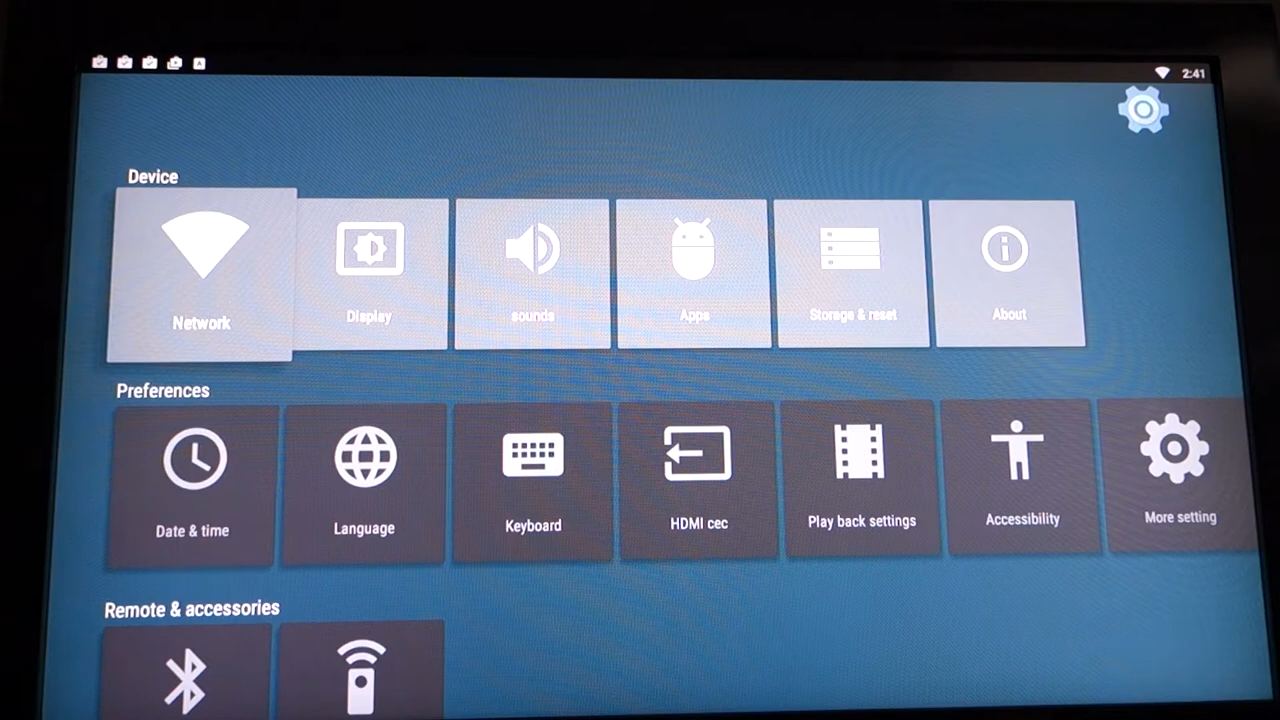 2:41
Device
Network
Display
sounds
Apps
Storage & reset
About
Preferences
Date & time
Language
Keyboard
HDMI cec
Play back settings
Accessibility
More setting
Remote & accessories